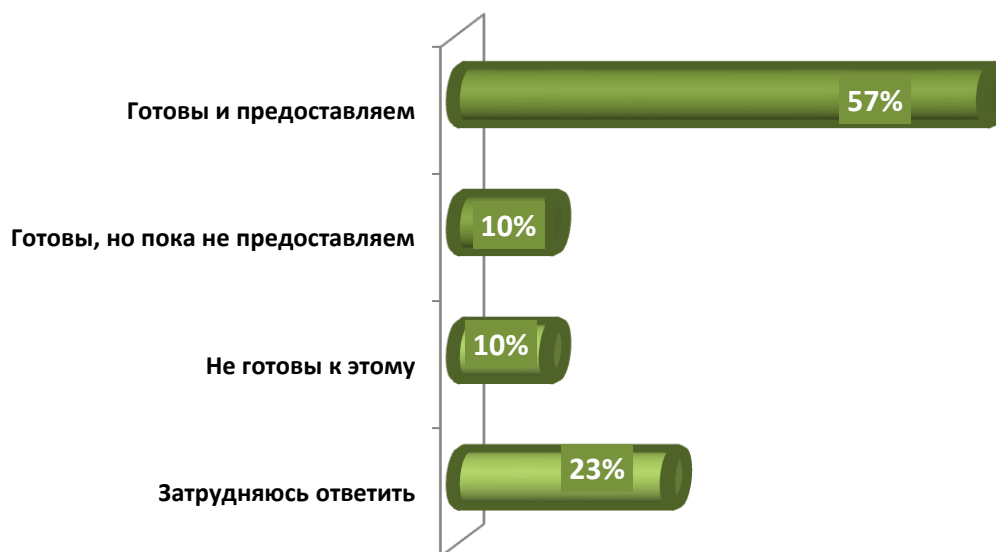 Готовы и предоставляем
57%
Готовы, но пока не предоставляем
10%
Не готовы к этому
10%
Затрудняюсь ответить
23%